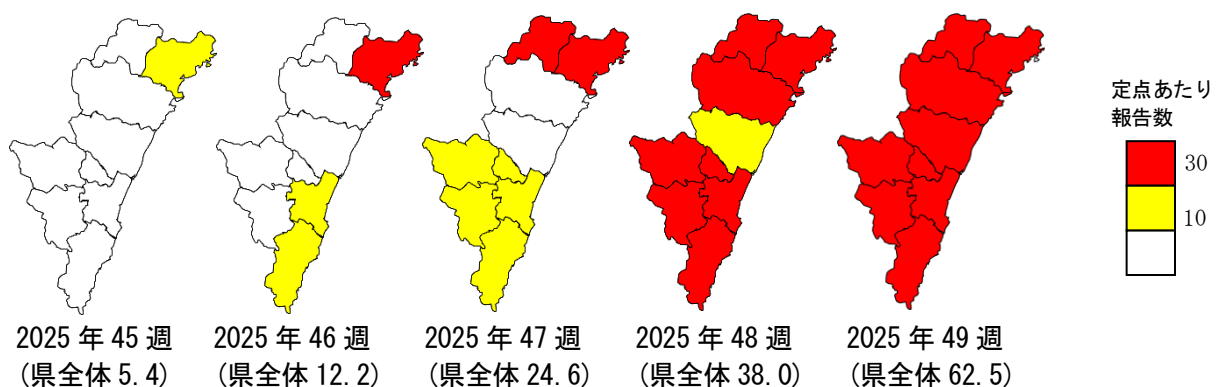 定点あたり
報告数
30
10
2025年45週
(県全体5.4)
2025年46週
(県全体12.2)
2025年47週
(県全体24.6)
2025年48週
(県全体38.0)
2025年49週
(県全体62.5)